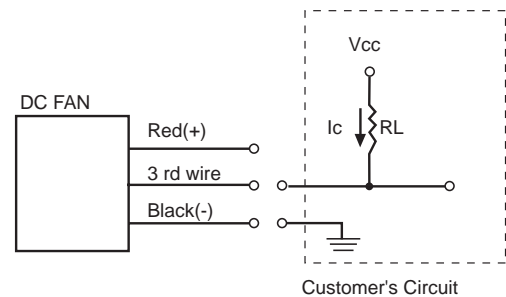 Vcc
DC FAN
Red(+)
Ic
RL
3 rd wire
Black(-)
Customer's Circuit